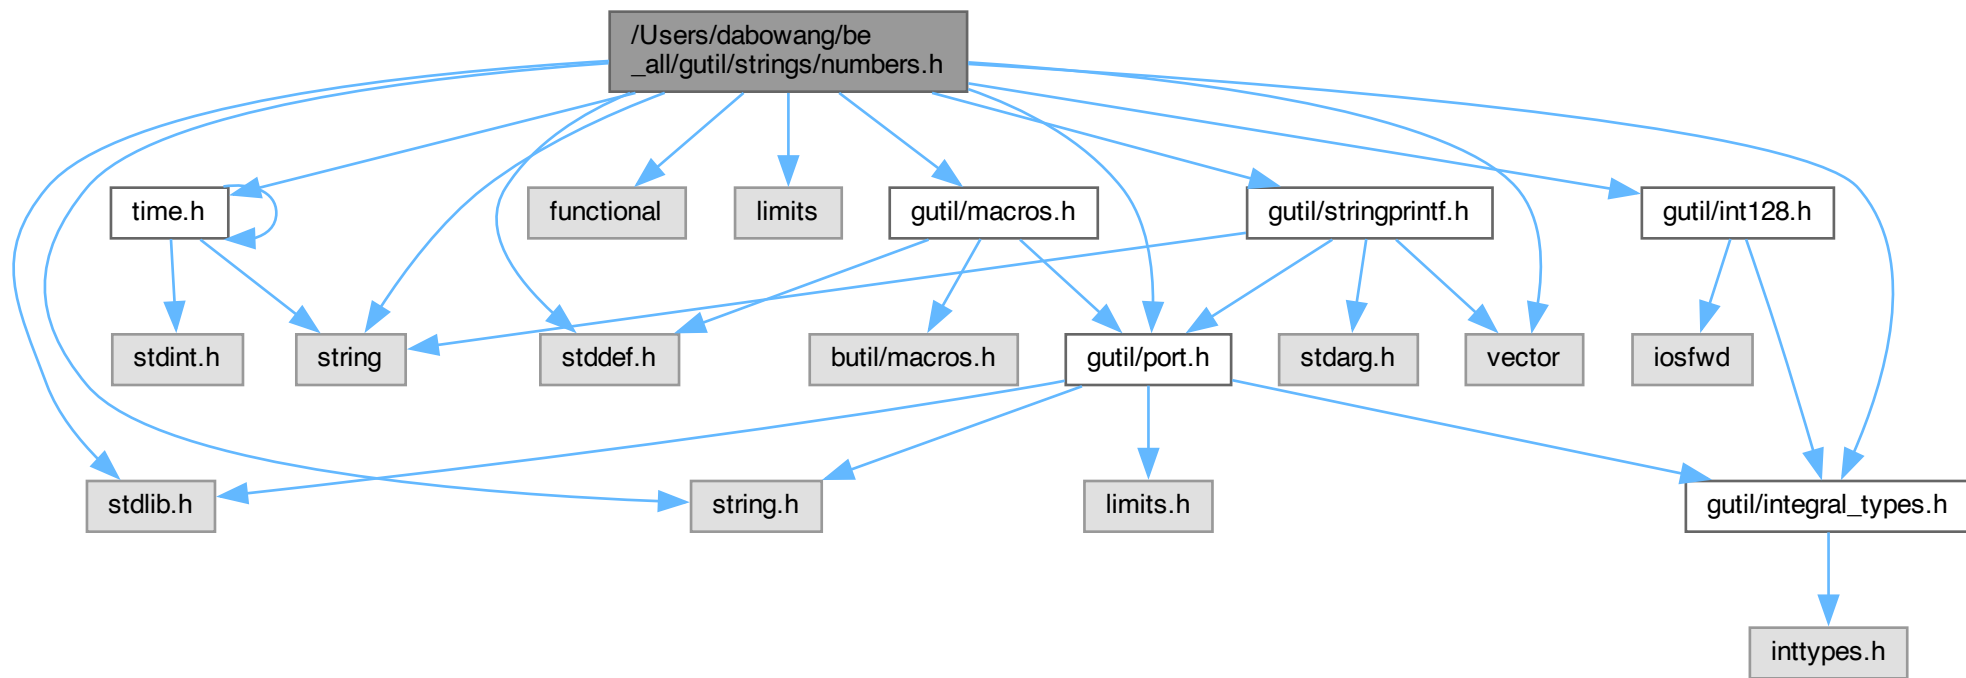 /Users/dabowang/be
_all/gutil/strings/numbers.h
time.h
functional
limits
gutil/macros.h
gutil/stringprintf.h
gutil/int128.h
stdint.h
string
stddef.h
butil/macros.h
gutil/port.h
stdarg.h
vector
iosfwd
stdlib.h
string.h
limits.h
gutil/integral_types.h
inttypes.h